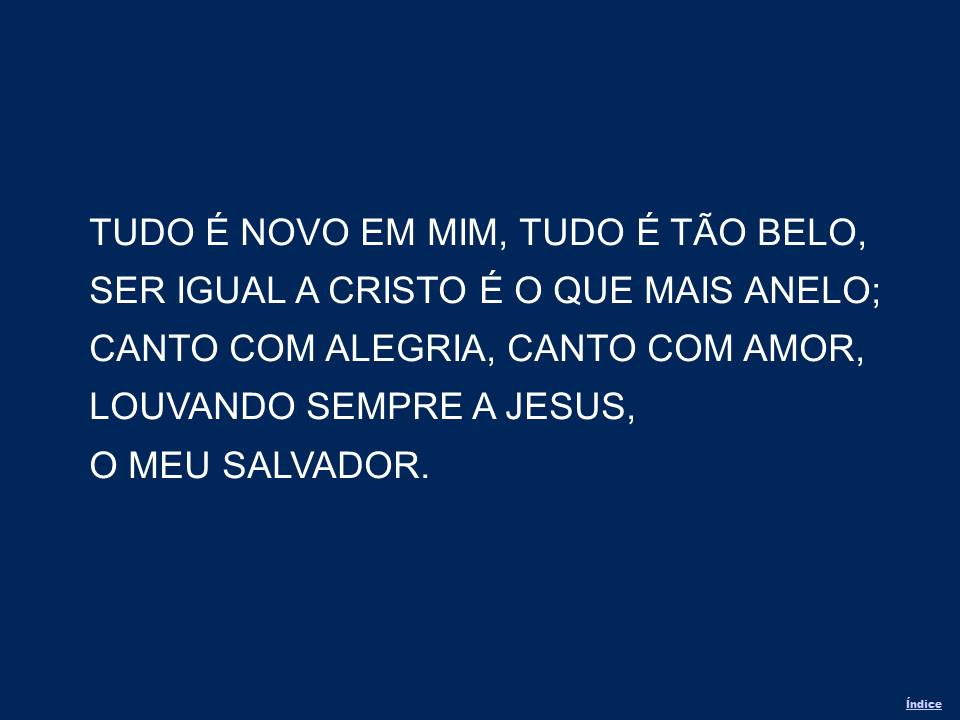 TUDO É NOVO EM MIM, TUDO É TÃO BELO,
SER IGUAL A CRISTO É O QUE MAIS ANELO;
CANTO COM ALEGRIA, CANTO COM AMOR,
LOUVANDO SEMPRE A JESUS,
O MEU SALVADOR.
Índice